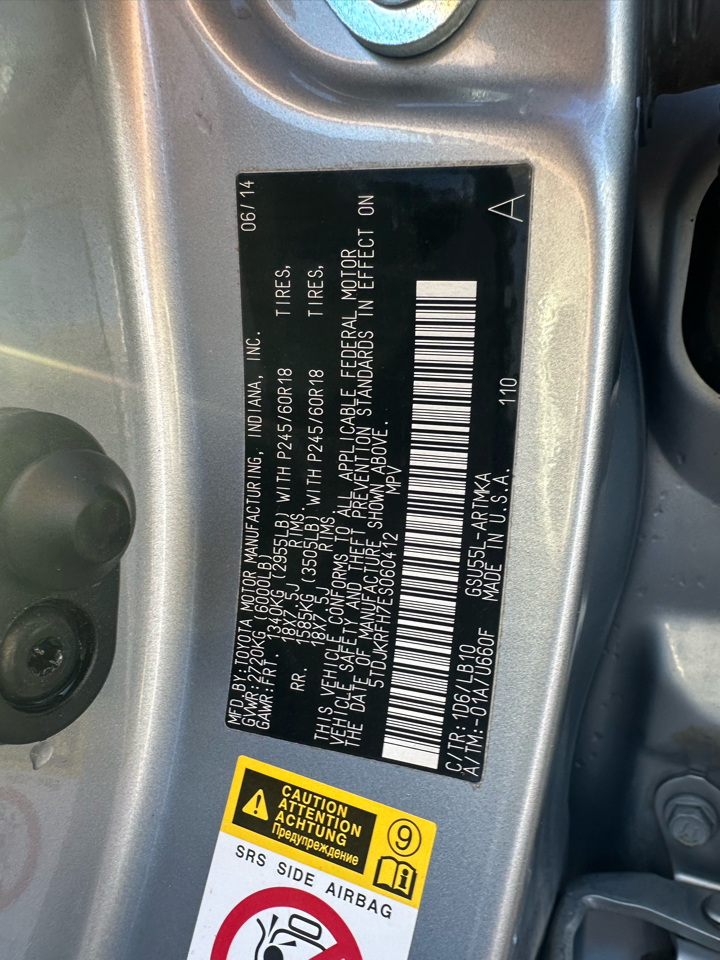 MFD.BY:TOYOTA MOTOR MANUFACTURING, INDIANA, INC. 06/14
GVWR:2720KG (6000LB)
GAWR:FRT. 1340KG (2955LB) WITH P245/60R18 TIRES,
18X7.5J RIMS.
RR. 1585KG (3505LB) WITH P245/60R18 TIRES,
18X7.5J RIMS.
THIS VEHICLE CONFORMS TO ALL APPLICABLE FEDERAL MOTOR
VEHICLE SAFETY AND THEFT PREVENTION STANDARDS IN EFFECT ON
THE DATE OF MANUFACTURE SHOWN ABOVE.
5TDJKRFH7ES060412 MPV
C/TR:1D6/LB10 GSU55L-ARTMKA 110
A/TM:-01A/U660F MADE IN U.S.A. A
CAUTION
ATTENTION
ACHTUNG
Предупреждение
9
SRS SIDE AIRBAG